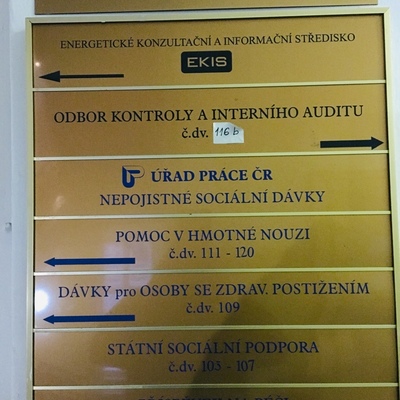 ENERGETICKÉ KONZULTAČNÍ A INFORMAČNÍ STŘEDISKO
EKIS
ODBOR KONTROLY A INTERNÍHO AUDITU
č.dv. 116 b
ÚŘAD PRÁCE ČR
NEPOJISTNÉ SOCIÁLNÍ DÁVKY
POMOC V HMOTNÉ NOUZI
č.dv. 111 - 120
DÁVKY pro OSOBY SE ZDRAV. POSTIŽENÍM
č.dv. 109
STÁTNÍ SOCIÁLNÍ PODPORA
č.dv. 103 - 107